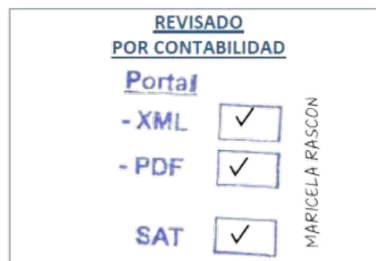 REVISADO
POR CONTABILIDAD
Portal
- XML ✓
- PDF ✓
SAT ✓
MARICELA RASCON